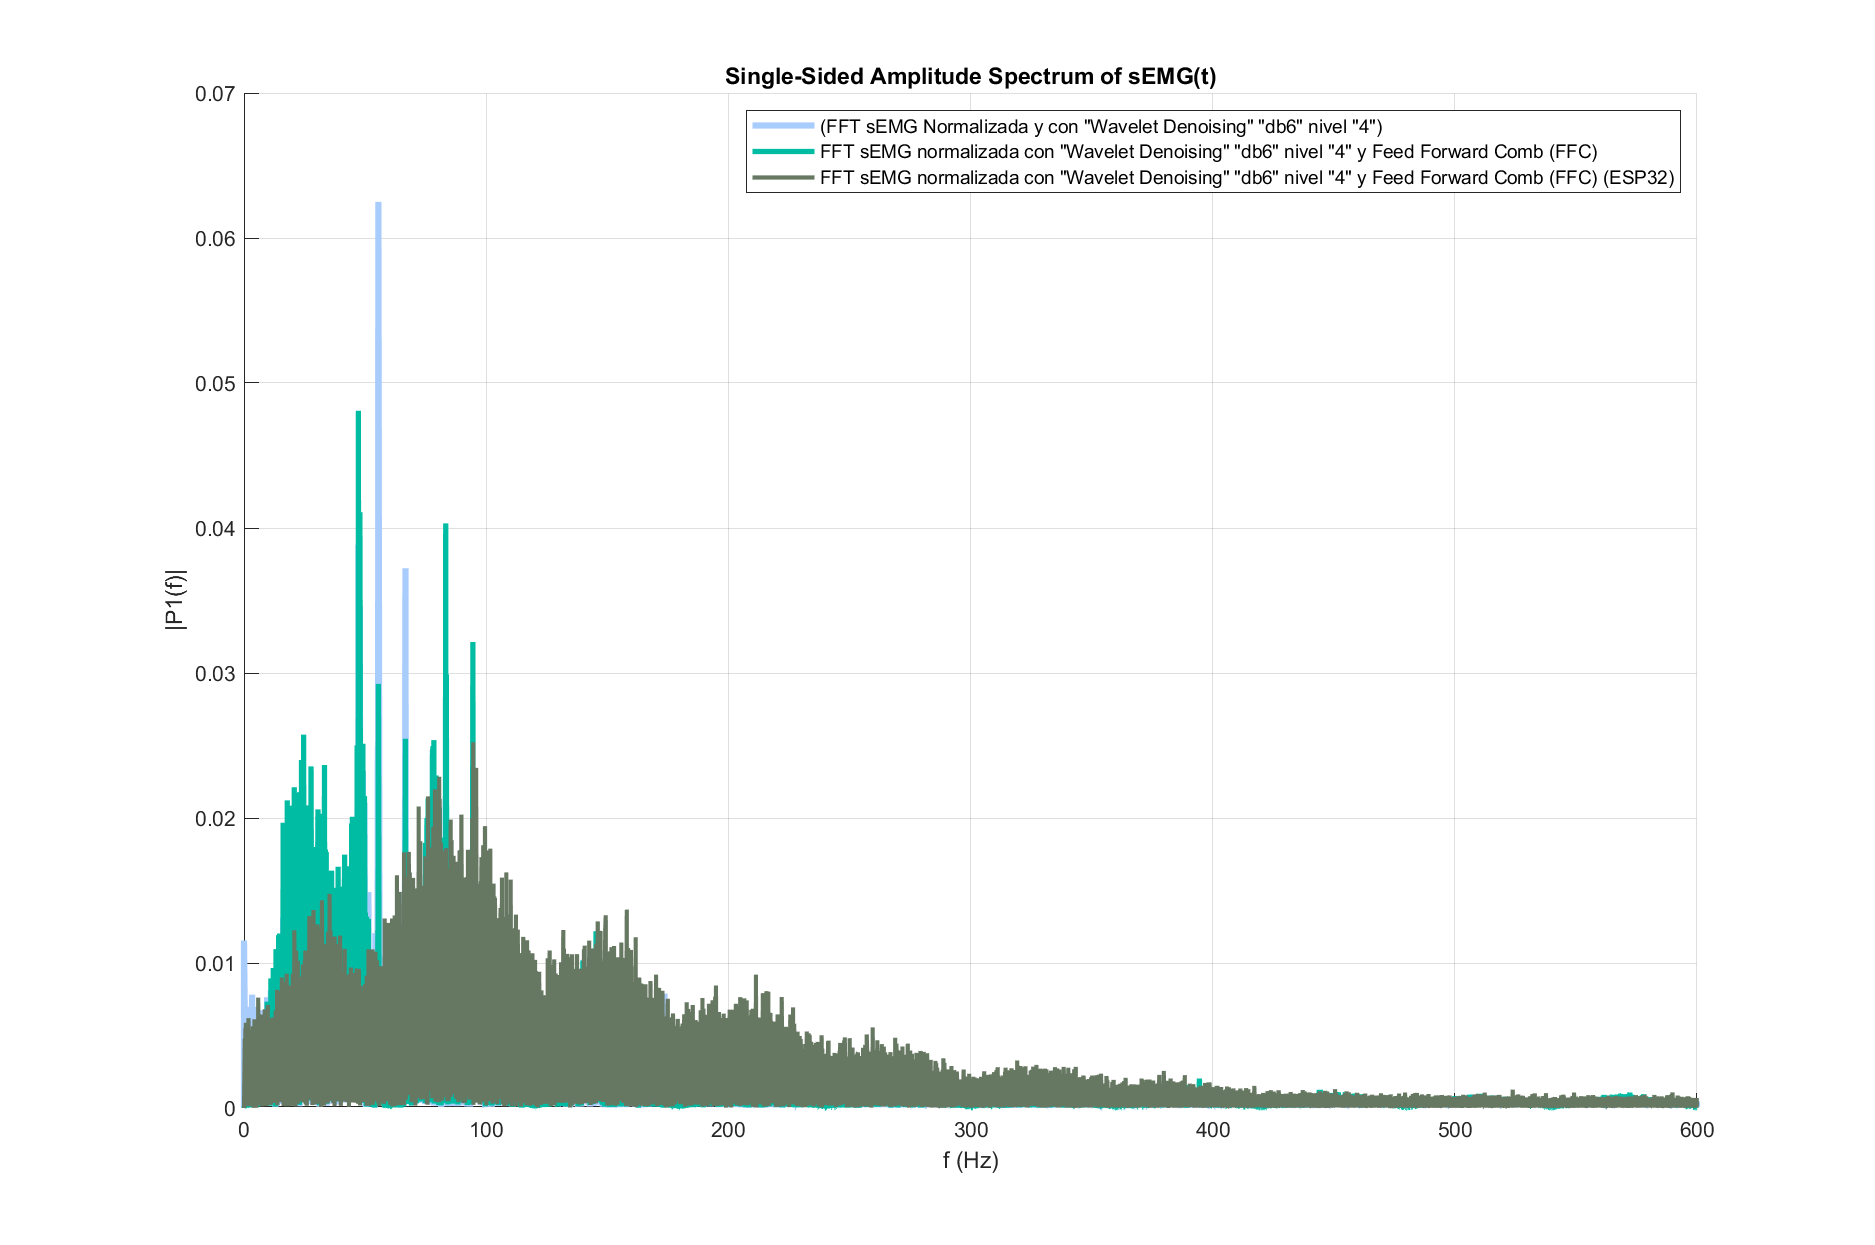 Single-Sided Amplitude Spectrum of sEMG(t)
(FFT sEMG Normalizada y con "Wavelet Denoising" "db6" nivel "4")
FFT sEMG normalizada con "Wavelet Denoising" "db6" nivel "4" y Feed Forward Comb (FFC)
FFT sEMG normalizada con "Wavelet Denoising" "db6" nivel "4" y Feed Forward Comb (FFC) (ESP32)
|P1(f)|
0.07
0.06
0.05
0.04
0.03
0.02
0.01
0
0 100 200 300 400 500 600
f (Hz)